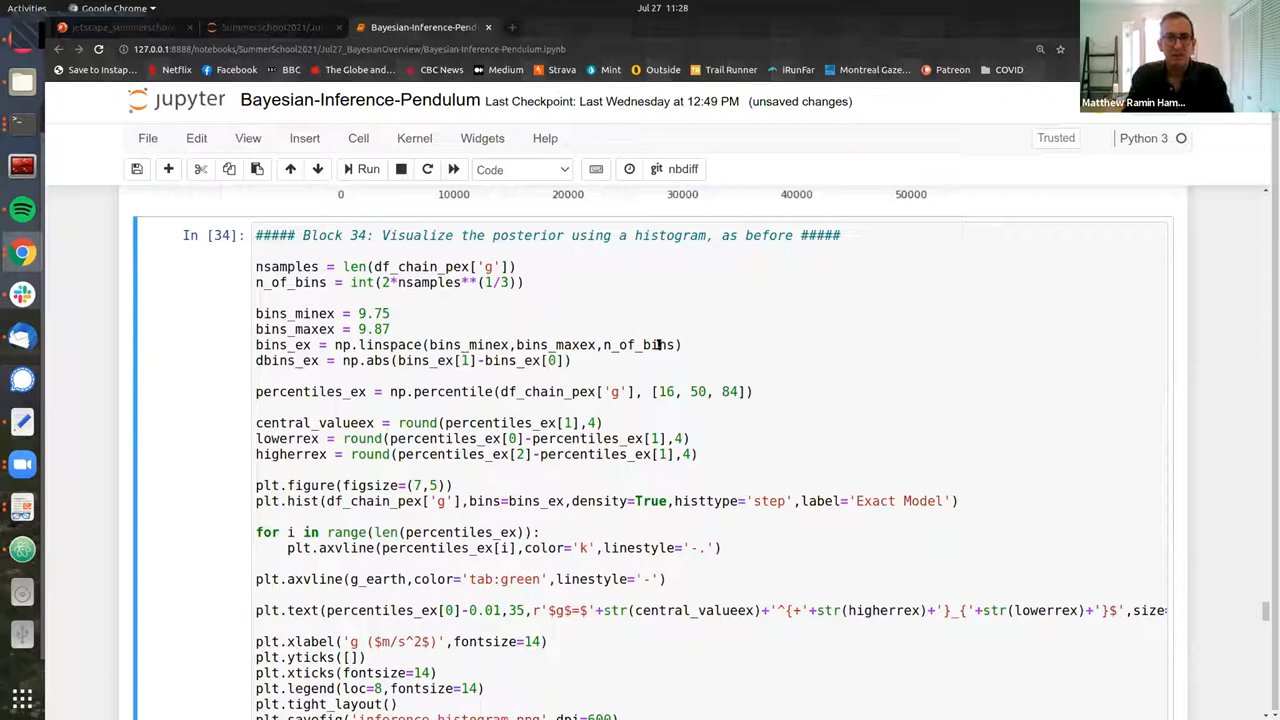 Activities
Google Chrome
Jul 27 11:28
jetscape_summerschool
SummerSchool2021/Jul27
Bayesian-Inference-Pend
127.0.0.1:8888/notebooks/SummerSchool2021/Jul27_BayesianOverview/Bayesian-Inference-Pendulum.ipynb
Save to Instap... Netflix Facebook BBC The Globe and... CBC News Medium Strava Mint Outside Trail Runner iRunFar Montreal Gaze... Patreon COVID
Matthew Ramin Ham...
jupyter Bayesian-Inference-Pendulum Last Checkpoint: Last Wednesday at 12:49 PM (unsaved changes)
File Edit View Insert Cell Kernel Widgets Help Trusted Python 3
Run Code git nbdiff
0 10000 20000 30000 40000 50000
In [34]: ##### Block 34: Visualize the posterior using a histogram, as before #####
nsamples = len(df_chain_pex['g'])
n_of_bins = int(2*nsamples**(1/3))
bins_minex = 9.75
bins_maxex = 9.87
bins_ex = np.linspace(bins_minex,bins_maxex,n_of_bins)
dbins_ex = np.abs(bins_ex[1]-bins_ex[0])
percentiles_ex = np.percentile(df_chain_pex['g'], [16, 50, 84])
central_valueex = round(percentiles_ex[1],4)
lowerrex = round(percentiles_ex[0]-percentiles_ex[1],4)
higherrex = round(percentiles_ex[2]-percentiles_ex[1],4)
plt.figure(figsize=(7,5))
plt.hist(df_chain_pex['g'],bins=bins_ex,density=True,histtype='step',label='Exact Model')
for i in range(len(percentiles_ex)):
plt.axvline(percentiles_ex[i],color='k',linestyle='-.')
plt.axvline(g_earth,color='tab:green',linestyle='-')
plt.text(percentiles_ex[0]-0.01,35,r'$g$=$'+str(central_valueex)+'^{+'+str(higherrex)+'}_{'+str(lowerrex)+'}$',size=
plt.xlabel('g ($m/s^2$)',fontsize=14)
plt.yticks([])
plt.xticks(fontsize=14)
plt.legend(loc=8,fontsize=14)
plt.tight_layout()
plt.savefig('inference_histogram.png',dpi=600)